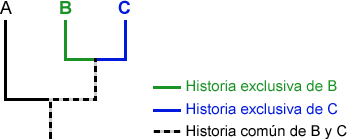 A B C
Historia exclusiva de B
Historia exclusiva de C
Historia común de B y C